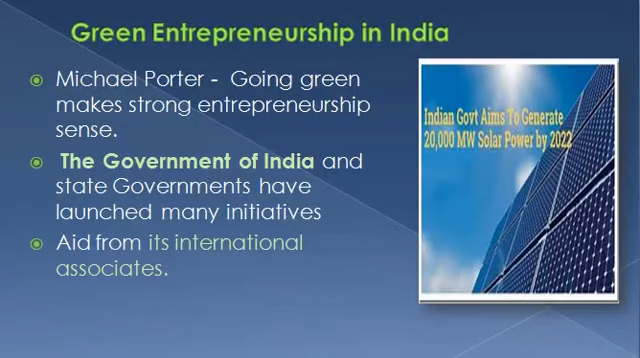 Green Entrepreneurship in India
Michael Porter - Going green
makes strong entrepreneurship
sense.
The Government of India and
state Governments have
launched many initiatives
Aid from its international
associates.
Indian Govt Aims To Generate
20,000 MW Solar Power by 2022